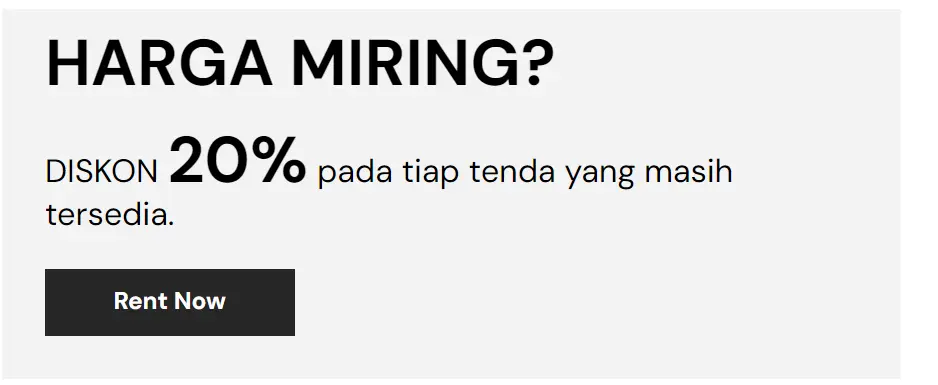 HARGA MIRING?
DISKON 20% pada tiap tenda yang masih
tersedia.
Rent Now